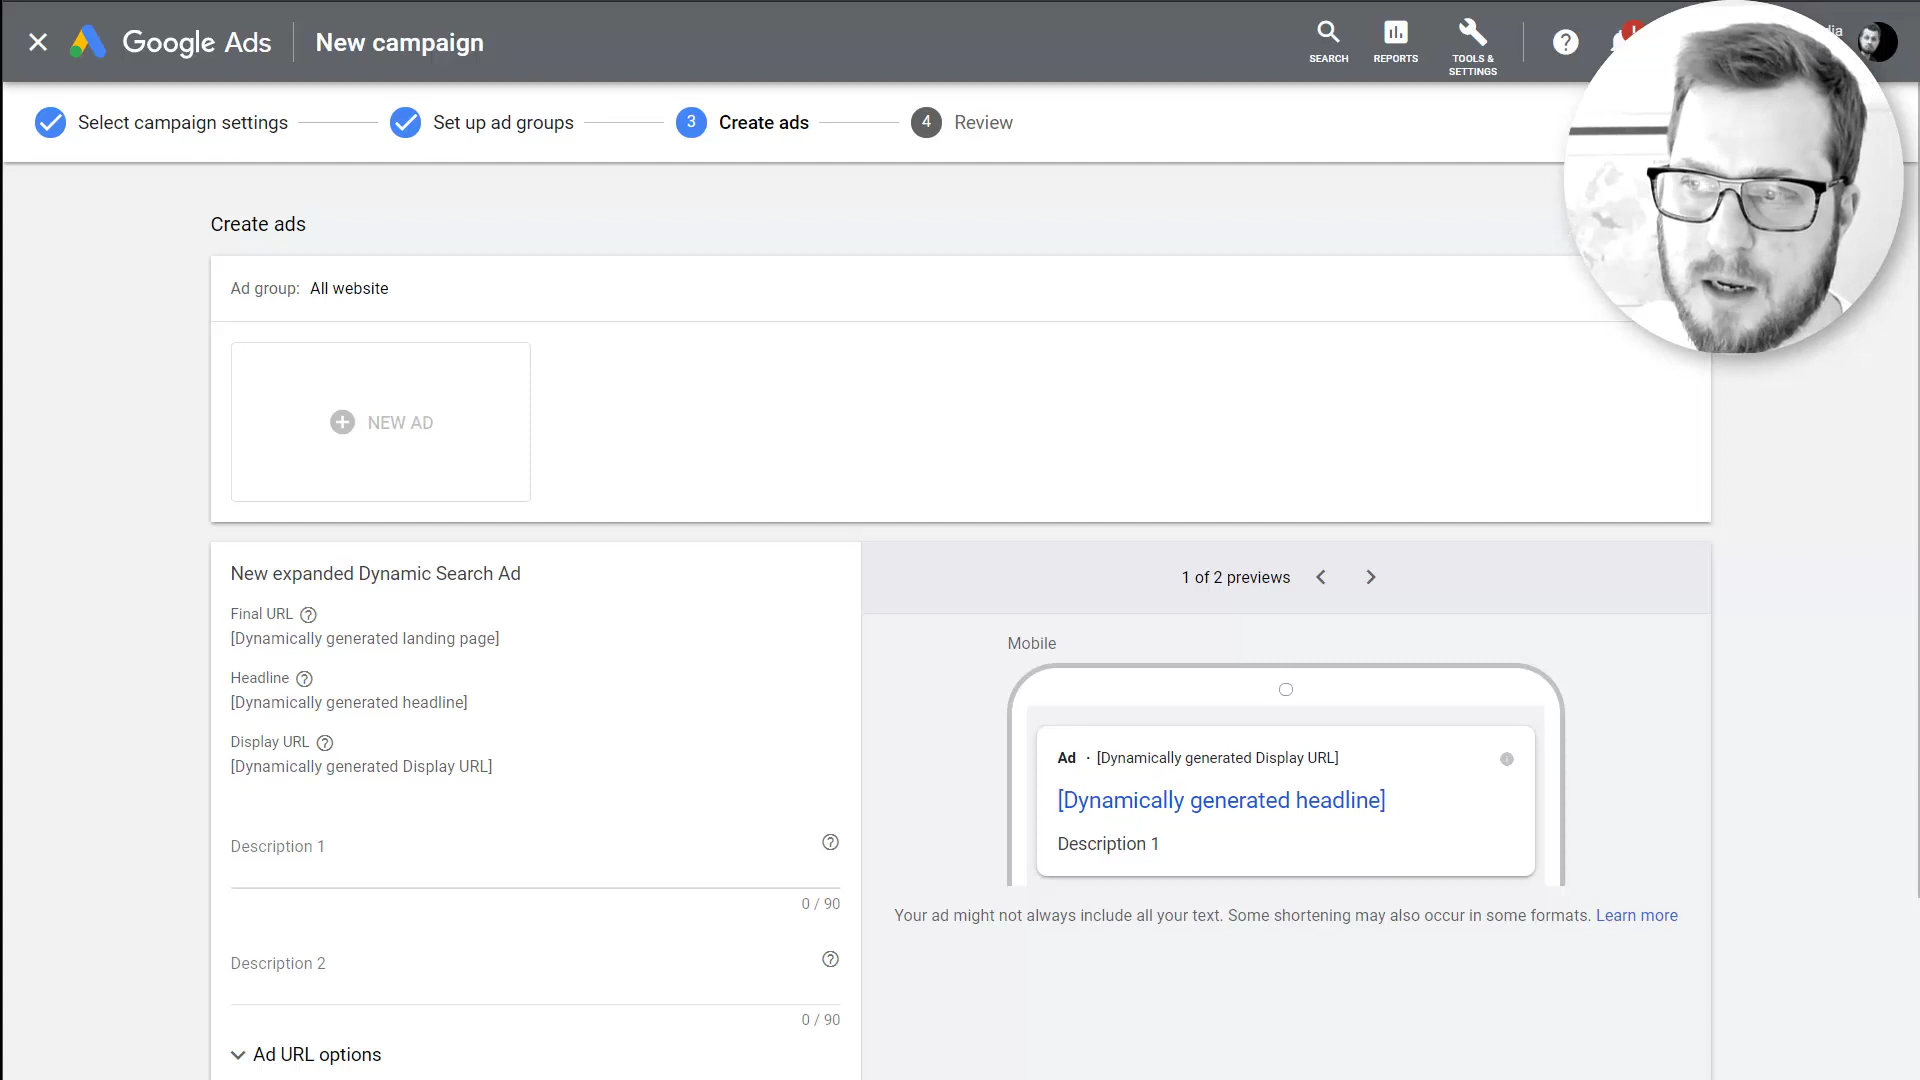 Google Ads
New campaign
SEARCH
REPORTS
TOOLS &
SETTINGS
Select campaign settings
Set up ad groups
3
Create ads
4
Review
Create ads
Ad group: All website
NEW AD
New expanded Dynamic Search Ad
Final URL
[Dynamically generated landing page]
Headline
[Dynamically generated headline]
Display URL
[Dynamically generated Display URL]
Description 1
0 / 90
Description 2
0 / 90
Ad URL options
1 of 2 previews
Mobile
Ad · [Dynamically generated Display URL]
[Dynamically generated headline]
Description 1
Your ad might not always include all your text. Some shortening may also occur in some formats. Learn more